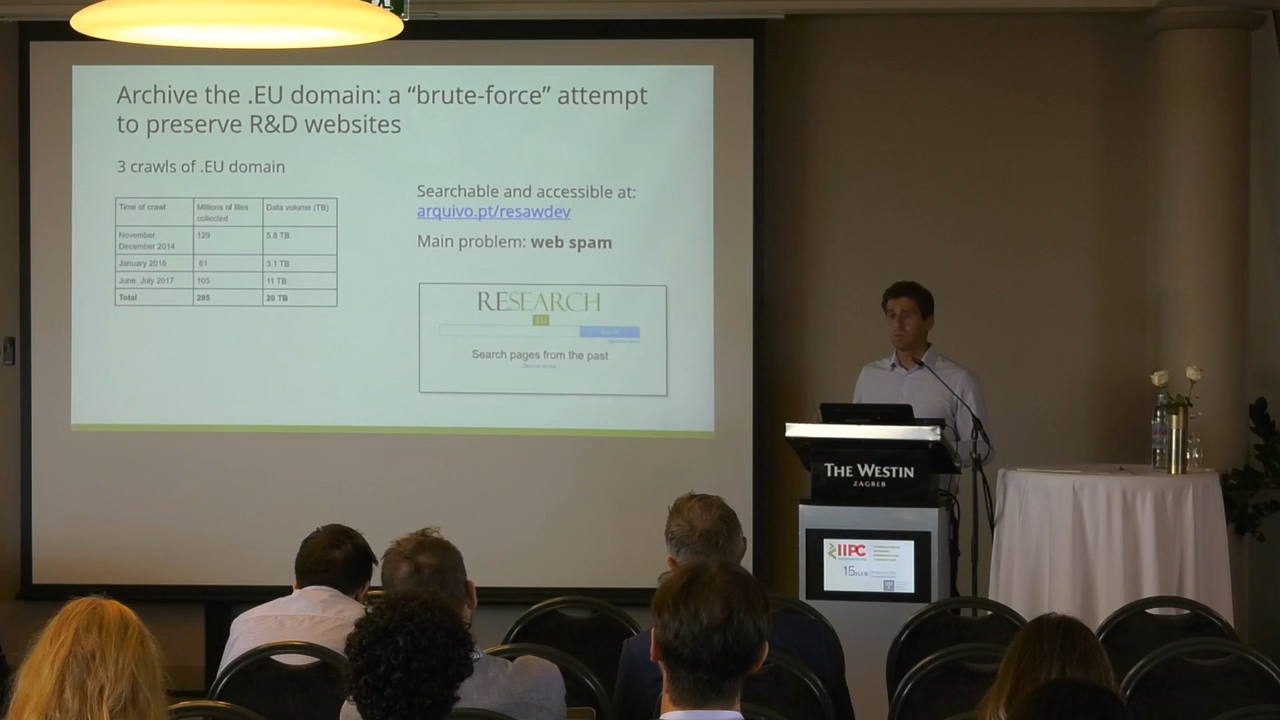 Archive the .EU domain: a “brute-force” attempt
to preserve R&D websites
3 crawls of .EU domain
Time of crawl Millions of files collected Data volume (TB)
November, December 2014 129 5.8 TB
January 2016 61 3.1 TB
June, July 2017 105 11 TB
Total 295 20 TB
Searchable and accessible at:
arquivo.pt/resawdev
Main problem: web spam
RESEARCH
EU
Search
Search pages from the past
THE WESTIN
ZAGREB
IIPC
15